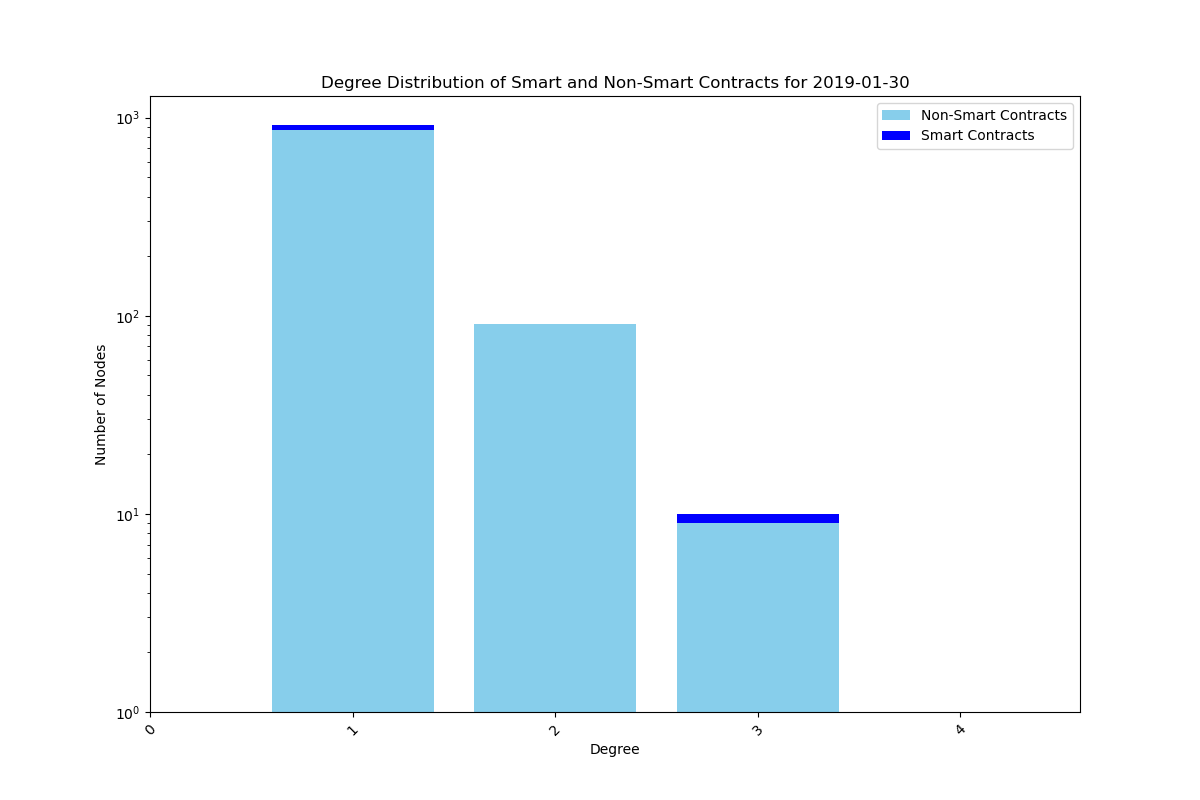 Degree Distribution of Smart and Non-Smart Contracts for 2019-01-30
Non-Smart Contracts
Smart Contracts
Number of Nodes
10³
10²
10¹
10⁰
0
1
2
3
4
Degree